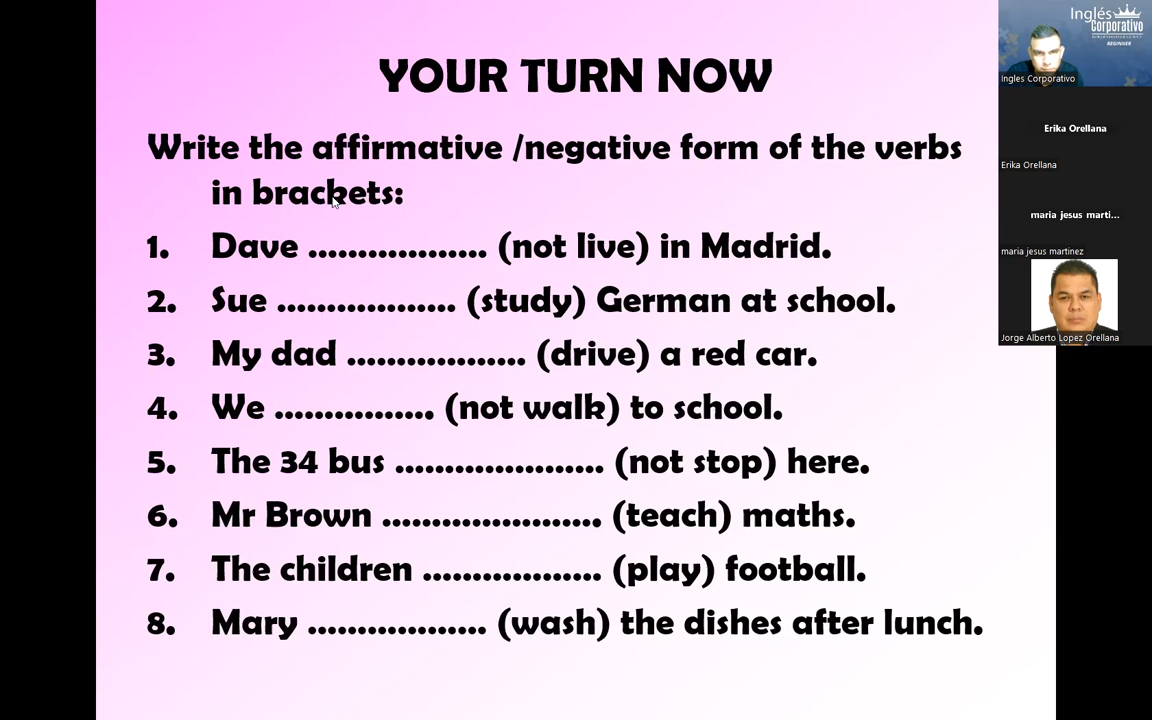 YOUR TURN NOW
Write the affirmative /negative form of the verbs
in brackets:
1. Dave .................. (not live) in Madrid.
2. Sue .................. (study) German at school.
3. My dad .................. (drive) a red car.
4. We ................ (not walk) to school.
5. The 34 bus ..................... (not stop) here.
6. Mr Brown ...................... (teach) maths.
7. The children .................. (play) football.
8. Mary .................. (wash) the dishes after lunch.
Inglés
Corporativo
BEGINNER
Ingles Corporativo
Erika Orellana
Erika Orellana
maria jesus marti...
maria jesus martinez
Jorge Alberto Lopez Orellana